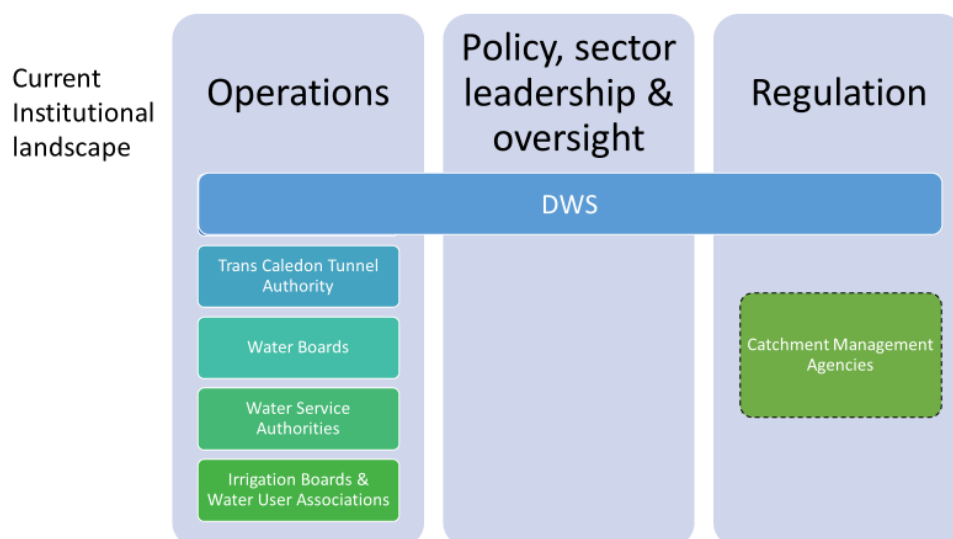 Current
Institutional
landscape
Operations
Policy, sector
leadership &
oversight
Regulation
DWS
Trans Caledon Tunnel
Authority
Water Boards
Water Service
Authorities
Irrigation Boards &
Water User Associations
Catchment Management
Agencies